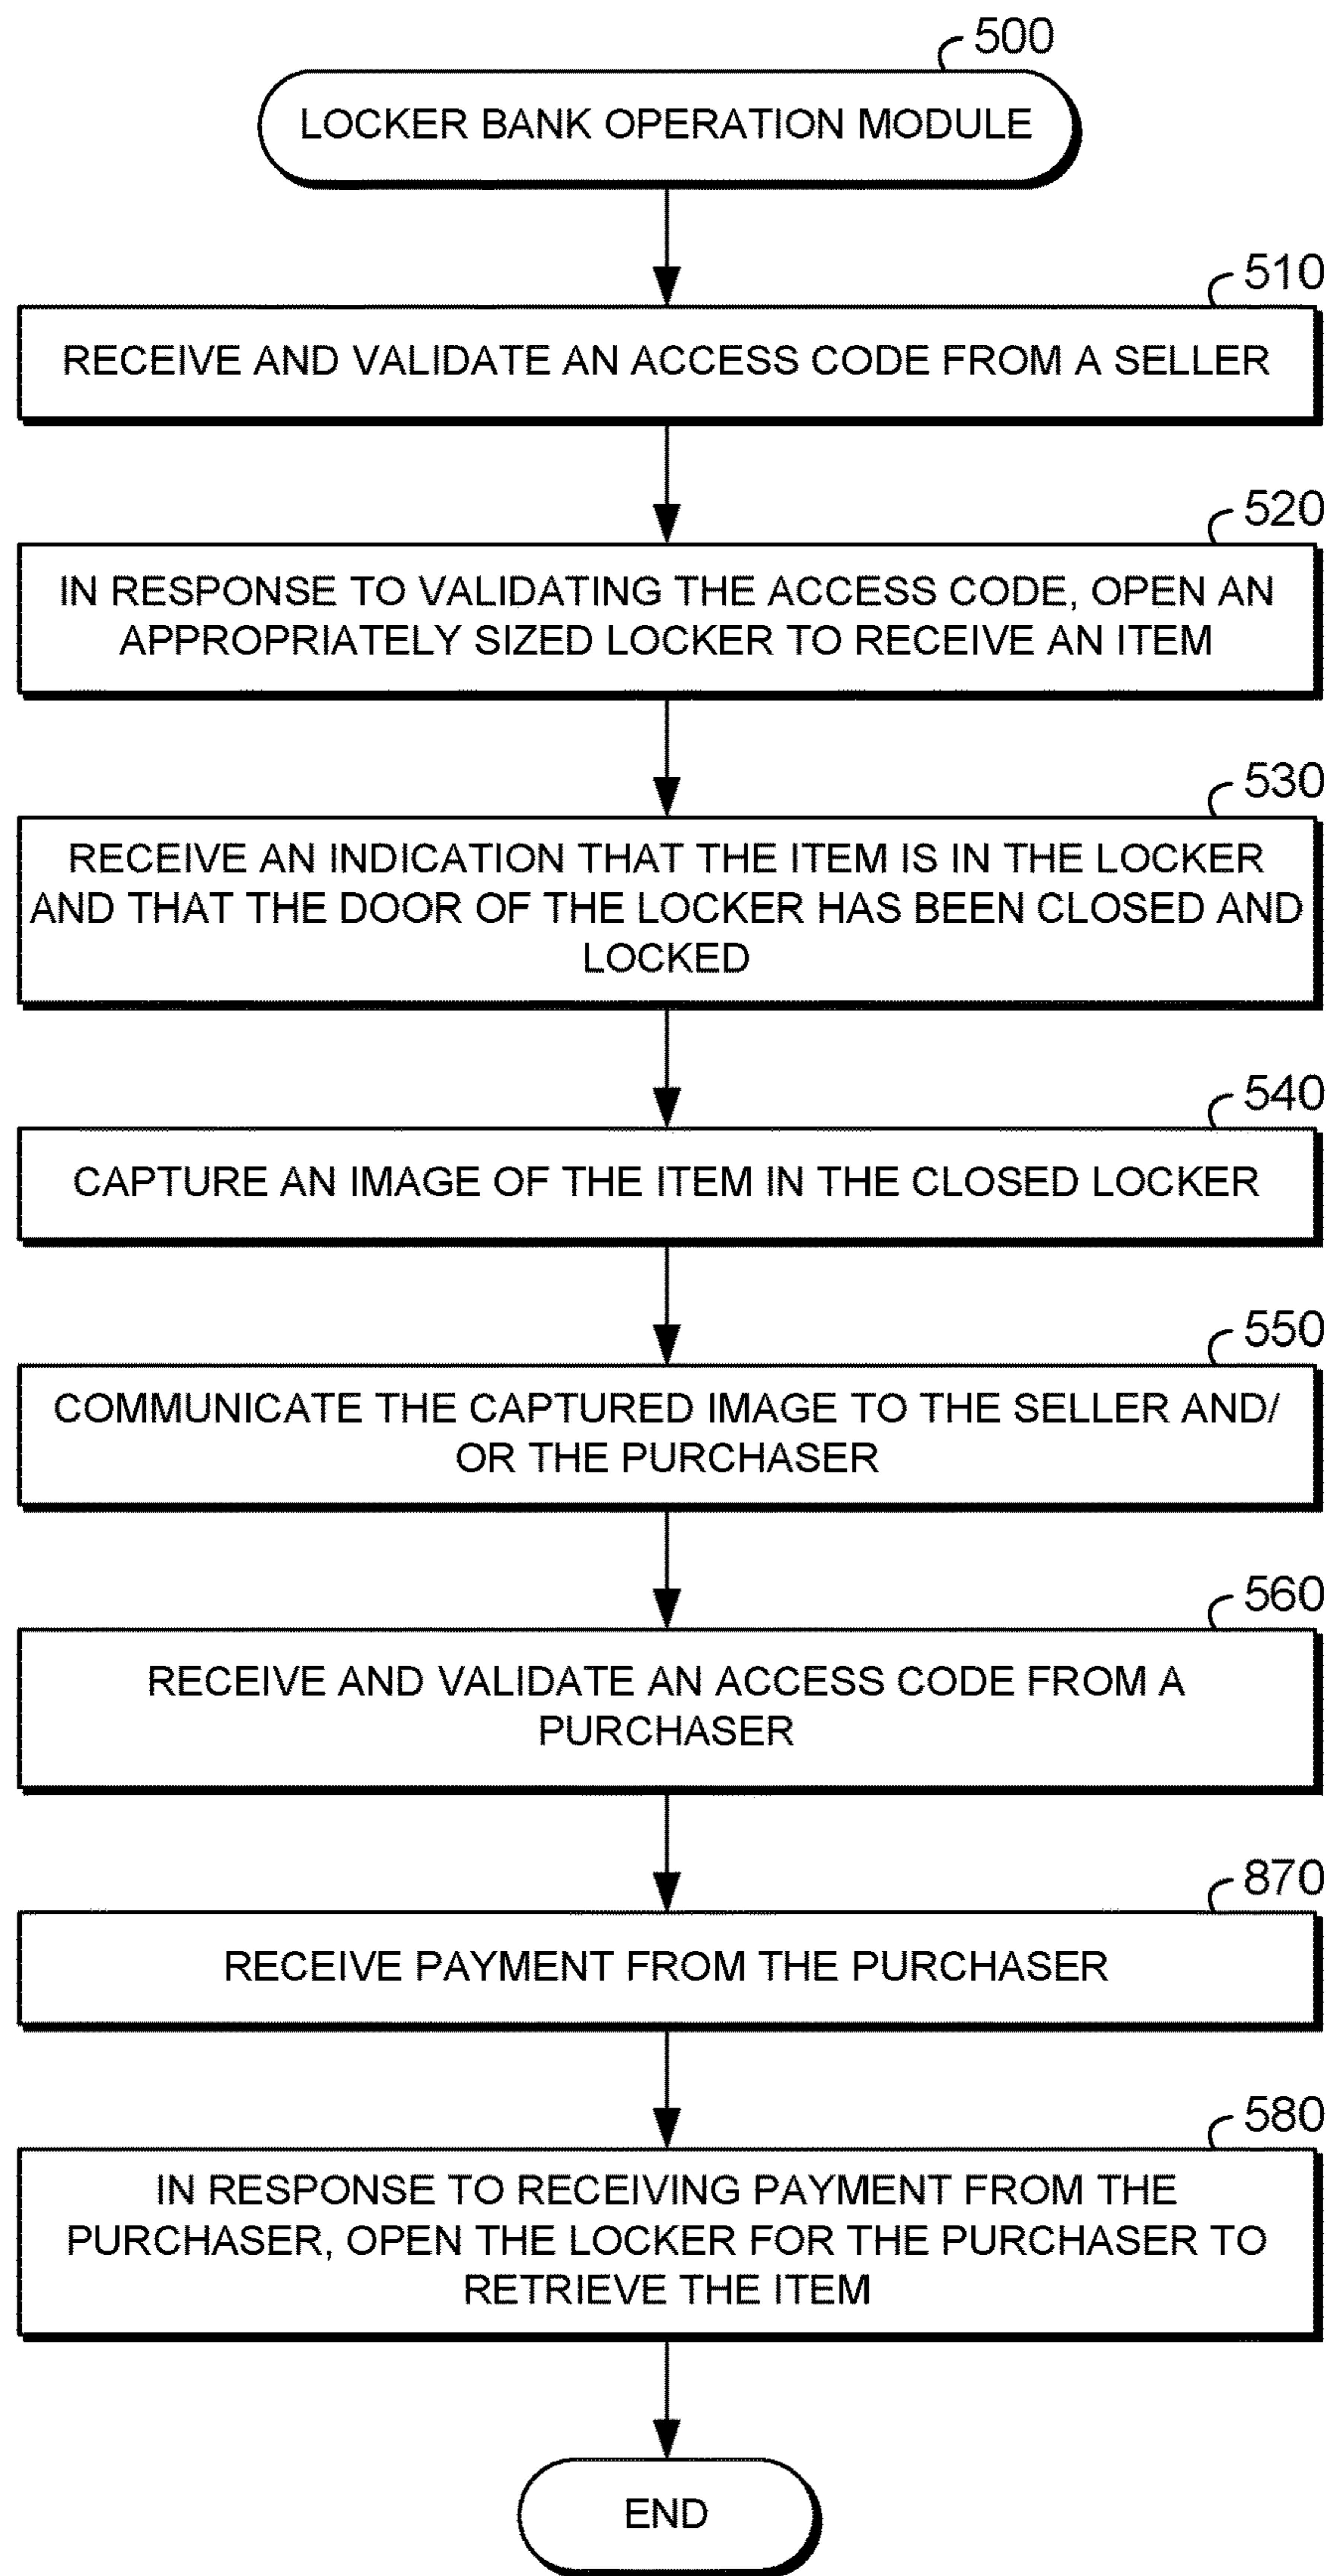 500
LOCKER BANK OPERATION MODULE
510
RECEIVE AND VALIDATE AN ACCESS CODE FROM A SELLER
520
IN RESPONSE TO VALIDATING THE ACCESS CODE, OPEN AN
APPROPRIATELY SIZED LOCKER TO RECEIVE AN ITEM
530
RECEIVE AN INDICATION THAT THE ITEM IS IN THE LOCKER
AND THAT THE DOOR OF THE LOCKER HAS BEEN CLOSED AND
LOCKED
540
CAPTURE AN IMAGE OF THE ITEM IN THE CLOSED LOCKER
550
COMMUNICATE THE CAPTURED IMAGE TO THE SELLER AND/
OR THE PURCHASER
560
RECEIVE AND VALIDATE AN ACCESS CODE FROM A
PURCHASER
870
RECEIVE PAYMENT FROM THE PURCHASER
580
IN RESPONSE TO RECEIVING PAYMENT FROM THE
PURCHASER, OPEN THE LOCKER FOR THE PURCHASER TO
RETRIEVE THE ITEM
END